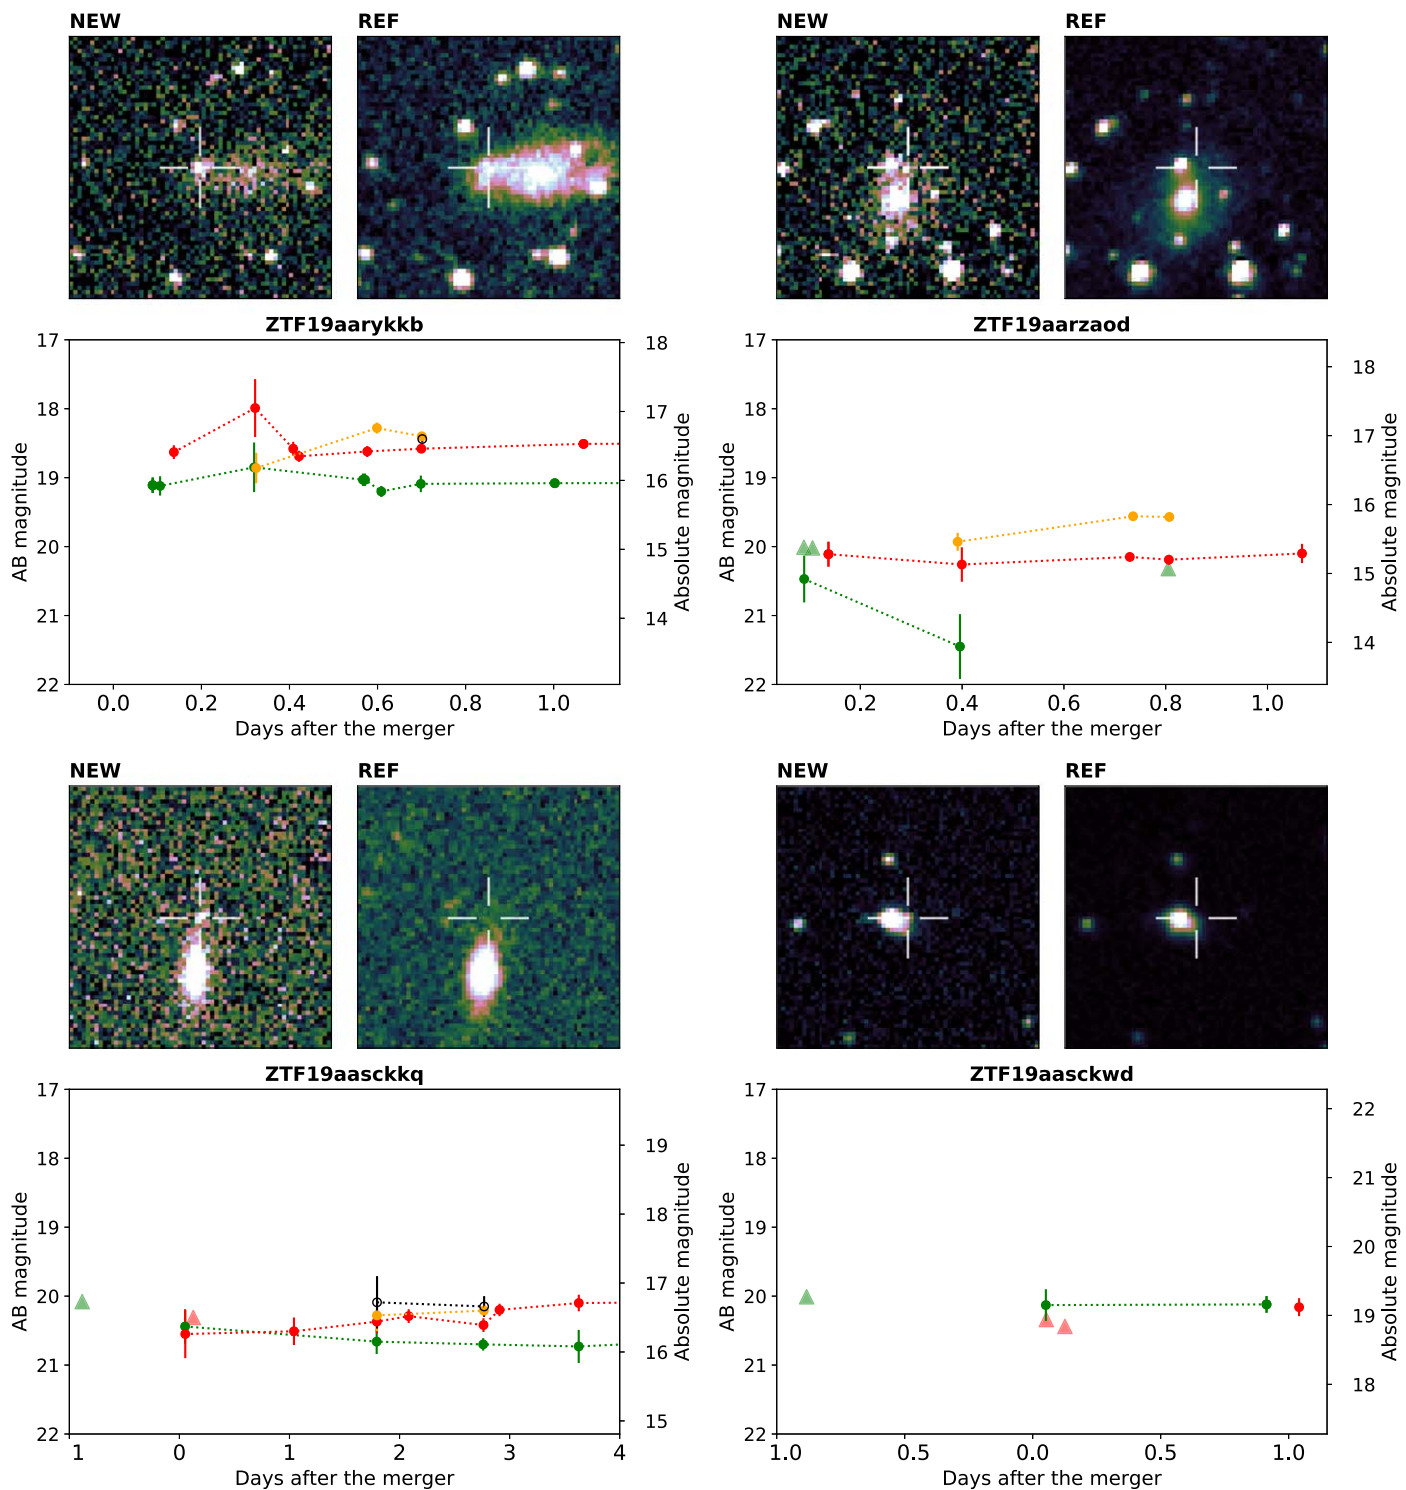 NEW REF
NEW REF
ZTF19aarykkb
17
18
19
20
21
22
AB magnitude
18
17
16
15
14
Absolute magnitude
0.0 0.2 0.4 0.6 0.8 1.0
Days after the merger
ZTF19aarzaod
17
18
19
20
21
22
AB magnitude
18
17
16
15
14
Absolute magnitude
0.2 0.4 0.6 0.8 1.0
Days after the merger
NEW REF
NEW REF
ZTF19aasckkq
17
18
19
20
21
22
AB magnitude
19
18
17
16
15
Absolute magnitude
1 0 1 2 3 4
Days after the merger
ZTF19aasckwd
17
18
19
20
21
22
AB magnitude
22
21
20
19
18
Absolute magnitude
1.0 0.5 0.0 0.5 1.0
Days after the merger